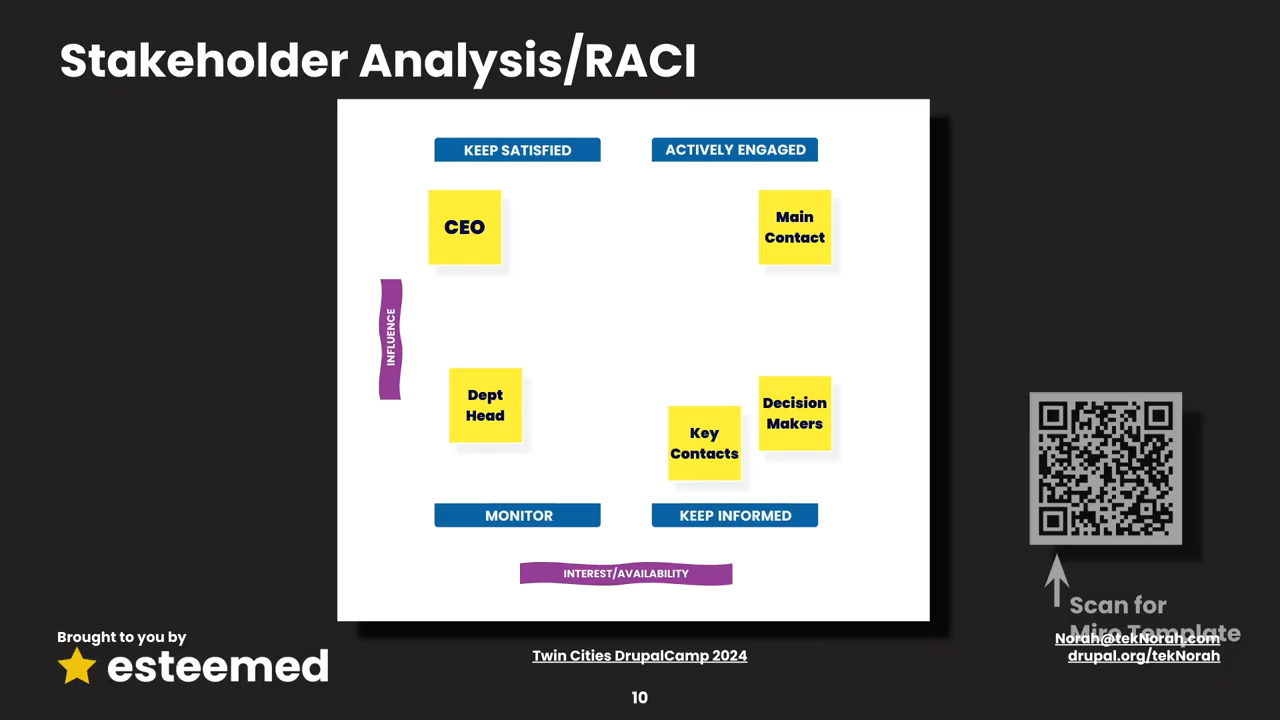 Stakeholder Analysis/RACI
KEEP SATISFIED
ACTIVELY ENGAGED
CEO
Main
Contact
INFLUENCE
Dept
Head
Key
Contacts
Decision
Makers
MONITOR
KEEP INFORMED
INTEREST/AVAILABILITY
Scan for
Miro Template
Brought to you by
esteemed
Twin Cities DrupalCamp 2024
Norah@tekNorah.com
drupal.org/tekNorah
10